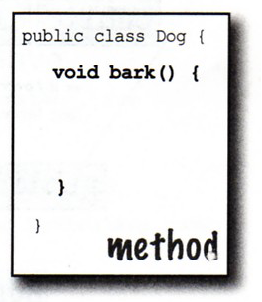 public class Dog {
void bark() {
}
}
method